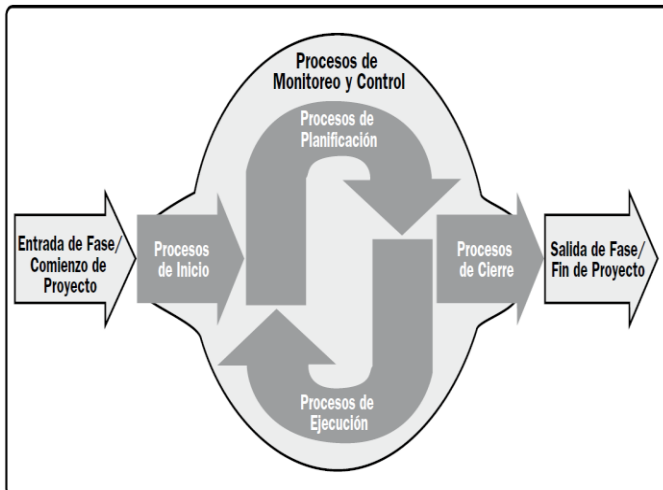 Procesos de
Monitoreo y Control
Procesos de
Planificación
Entrada de Fase/
Comienzo de
Proyecto
Procesos
de Inicio
Procesos
de Cierre
Salida de Fase/
Fin de Proyecto
Procesos de
Ejecución